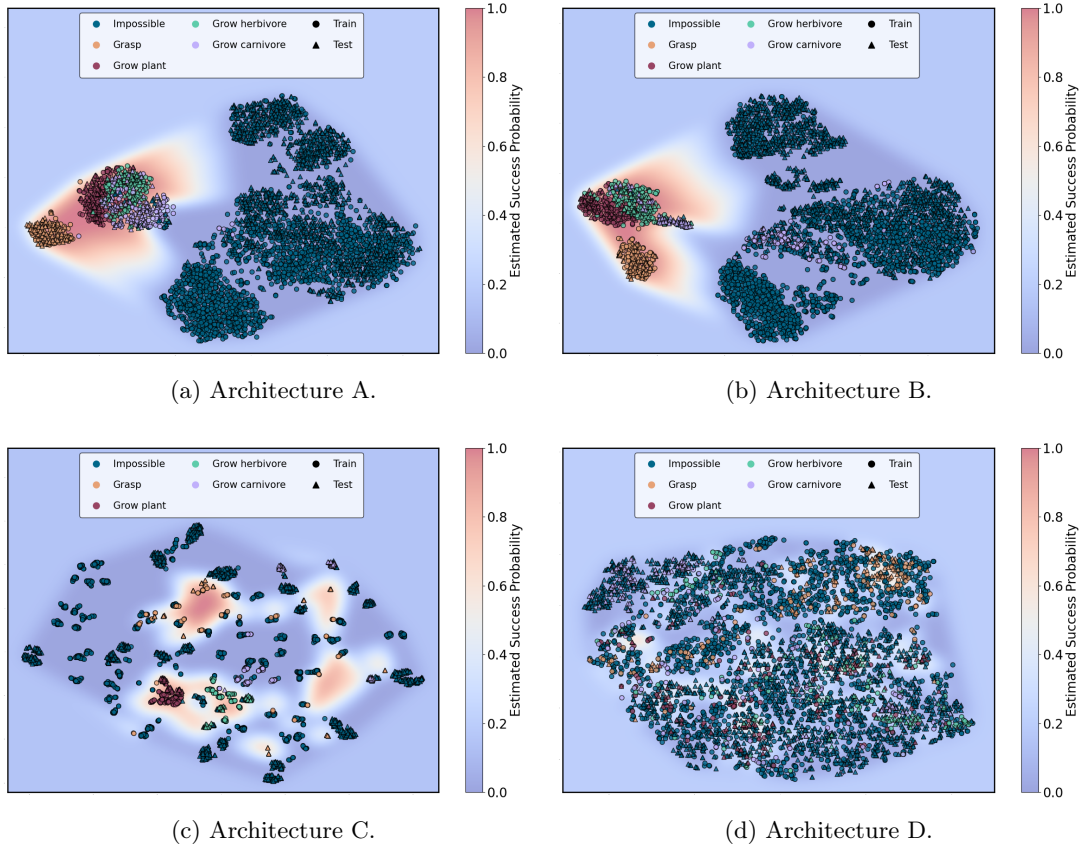 Impossible Grow herbivore Train
Grasp Grow carnivore Test
Grow plant
1.0
0.8
0.6
0.4
0.2
0.0
Estimated Success Probability
(a) Architecture A.
Impossible Grow herbivore Train
Grasp Grow carnivore Test
Grow plant
1.0
0.8
0.6
0.4
0.2
0.0
Estimated Success Probability
(b) Architecture B.
Impossible Grow herbivore Train
Grasp Grow carnivore Test
Grow plant
1.0
0.8
0.6
0.4
0.2
0.0
Estimated Success Probability
(c) Architecture C.
Impossible Grow herbivore Train
Grasp Grow carnivore Test
Grow plant
1.0
0.8
0.6
0.4
0.2
0.0
Estimated Success Probability
(d) Architecture D.